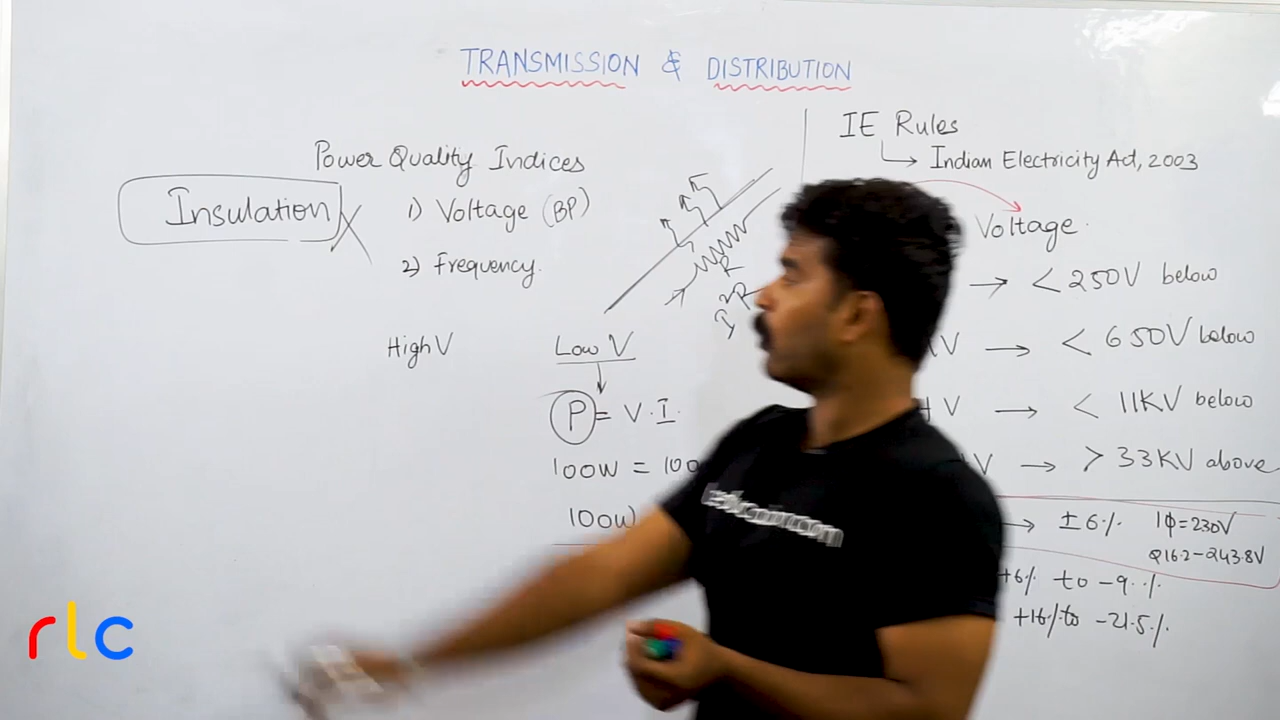 TRANSMISSION & DISTRIBUTION
Power Quality Indices
Insulation
1) Voltage (BP)
2) Frequency.
R
I²R
High V
Low V
P = V·I.
100W = 100
100W
IE Rules
Indian Electricity Act, 2003
Voltage.
→ < 250V below
V → < 650V below
V → < 11KV below
V → > 33KV above
→ ±6% 1φ=230V
216.2-243.8V
+6% to -9%
+16% to -21.5%
rlc